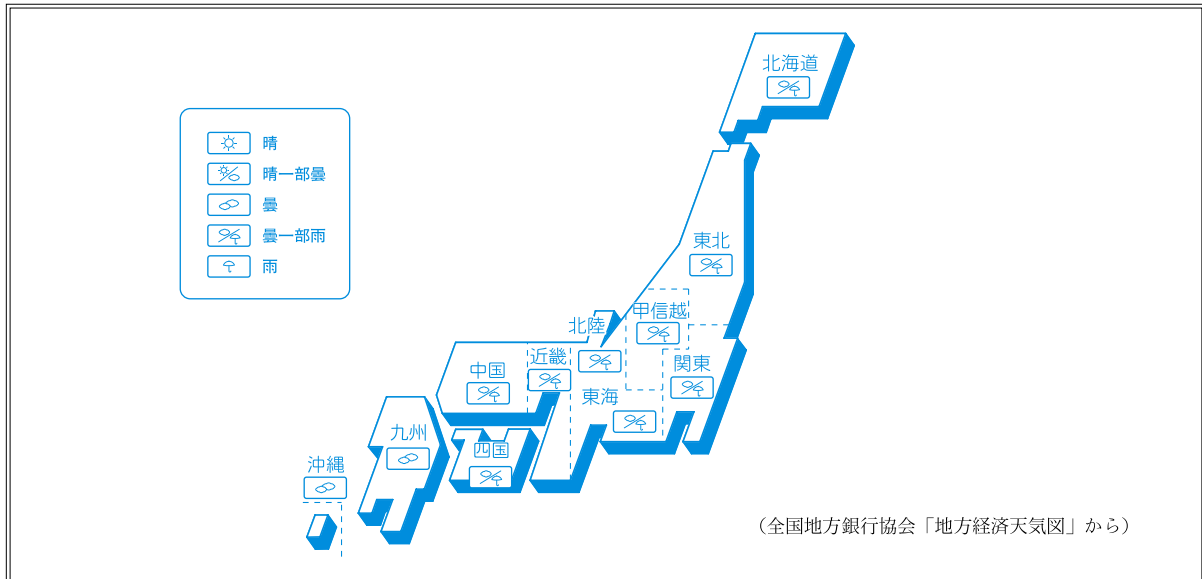 晴
晴一部曇
曇
曇一部雨
雨
北海道
東北
甲信越
北陸
関東
近畿
中国
東海
九州
四国
沖縄
（全国地方銀行協会「地方経済天気図」から）